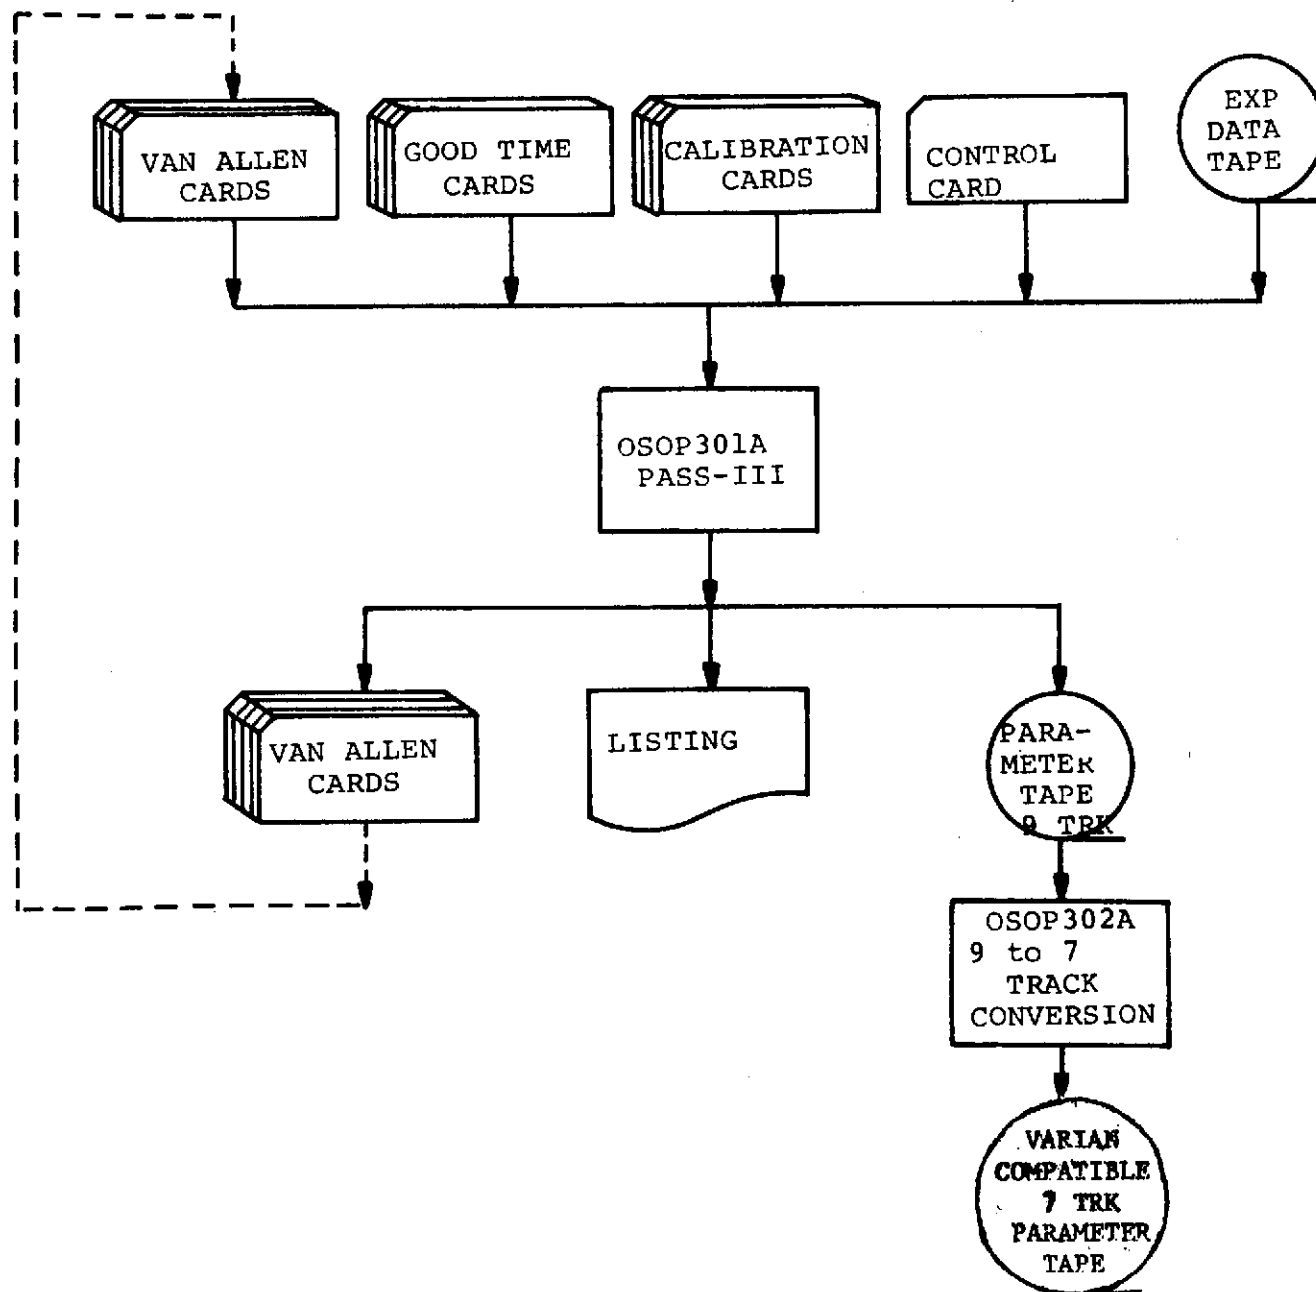 VAN ALLEN
CARDS
GOOD TIME
CARDS
CALIBRATION
CARDS
CONTROL
CARD
EXP
DATA
TAPE
OSOP301A
PASS-III
VAN ALLEN
CARDS
LISTING
PARA-
METER
TAPE
9 TRK
OSOP302A
9 to 7
TRACK
CONVERSION
VARIAN
COMPATIBLE
7 TRK
PARAMETER
TAPE